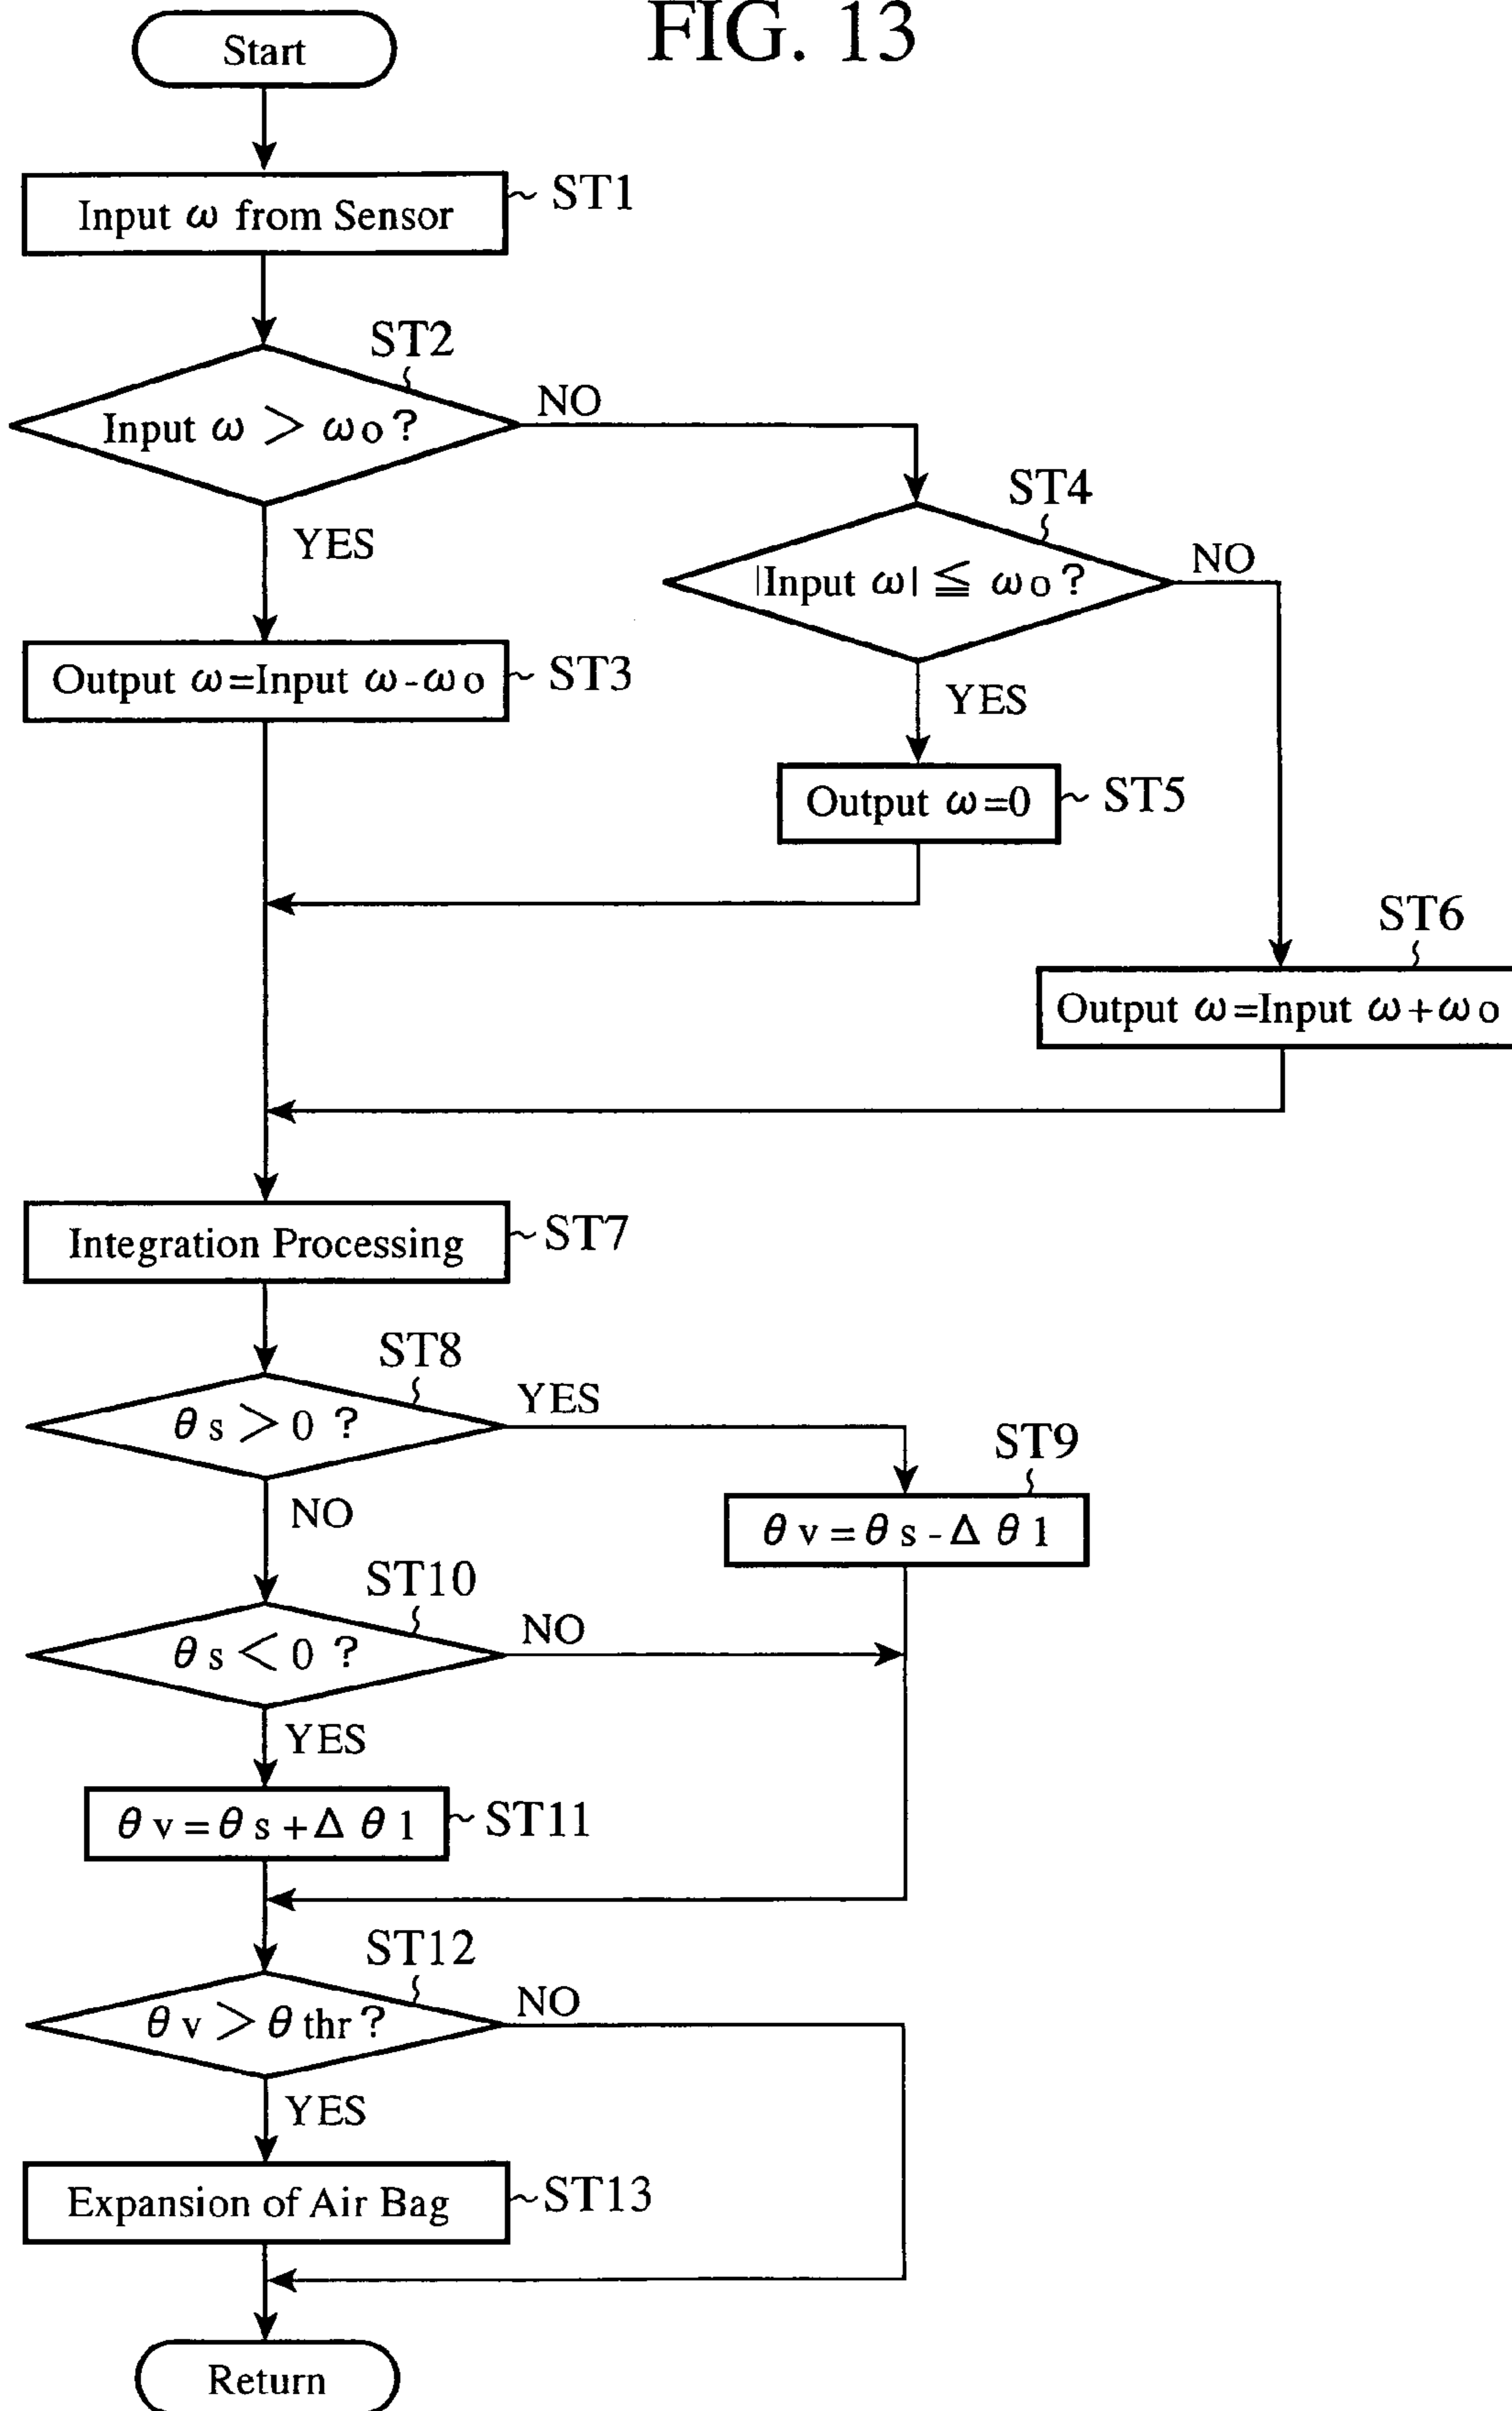 FIG. 13
Start
Input ω from Sensor
ST1
ST2
Input ω > ωo?
NO
YES
ST4
|Input ω| ≦ ωo?
NO
YES
Output ω=Input ω-ωo
ST3
Output ω=0
ST5
ST6
Output ω=Input ω+ωo
Integration Processing
ST7
ST8
θs>0 ?
YES
NO
ST9
θv=θs-Δθ1
ST10
θs<0 ?
NO
YES
θv=θs+Δθ1
ST11
ST12
θv>θthr?
NO
YES
Expansion of Air Bag
ST13
Return